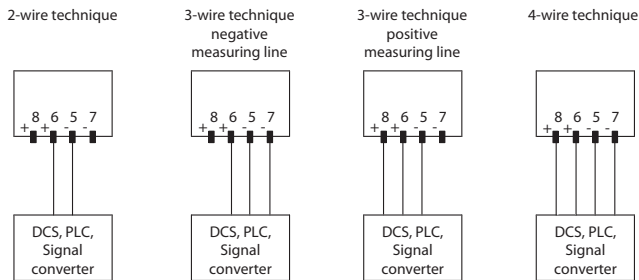 2-wire technique
3-wire technique
negative
measuring line
3-wire technique
positive
measuring line
4-wire technique
8 6 5 7
+ + - -
DCS, PLC,
Signal
converter
8 6 5 7
+ + - -
DCS, PLC,
Signal
converter
8 6 5 7
+ + - -
DCS, PLC,
Signal
converter
8 6 5 7
+ + - -
DCS, PLC,
Signal
converter